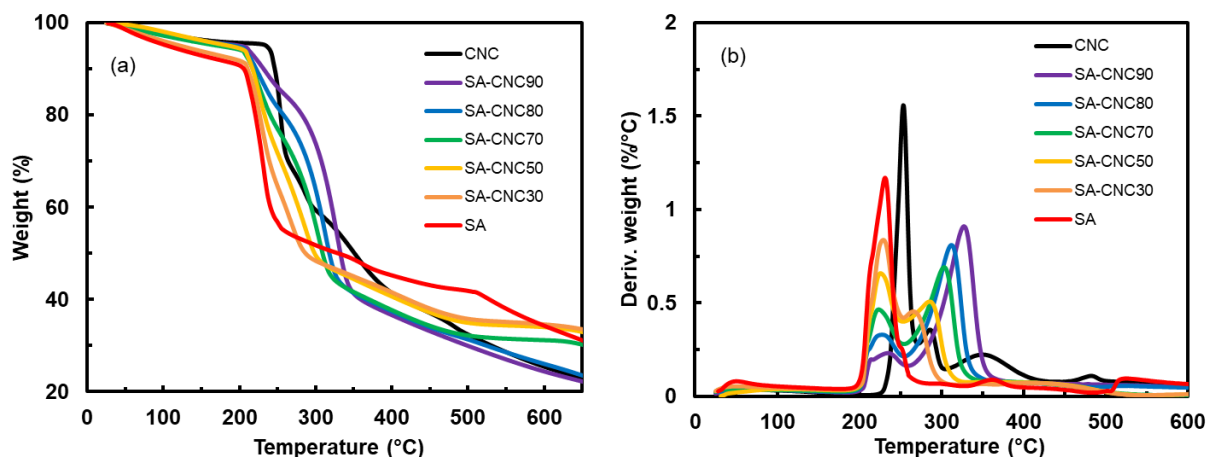 (a)
Weight (%)
100
80
60
40
20
0
100
200
300
400
500
600
Temperature (°C)
CNC
SA-CNC90
SA-CNC80
SA-CNC70
SA-CNC50
SA-CNC30
SA
(b)
Deriv. weight (%/°C)
2
1.5
1
0.5
0
0
100
200
300
400
500
600
Temperature (°C)
CNC
SA-CNC90
SA-CNC80
SA-CNC70
SA-CNC50
SA-CNC30
SA